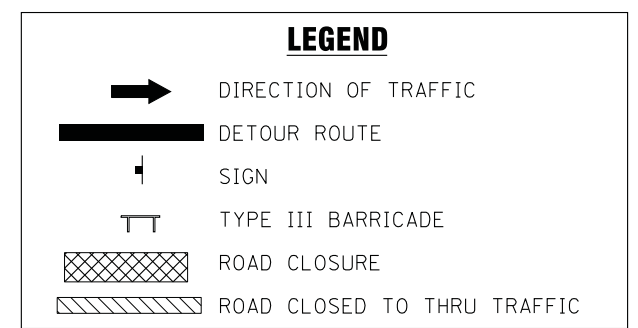 LEGEND
DIRECTION OF TRAFFIC
DETOUR ROUTE
SIGN
TYPE III BARRICADE
ROAD CLOSURE
ROAD CLOSED TO THRU TRAFFIC